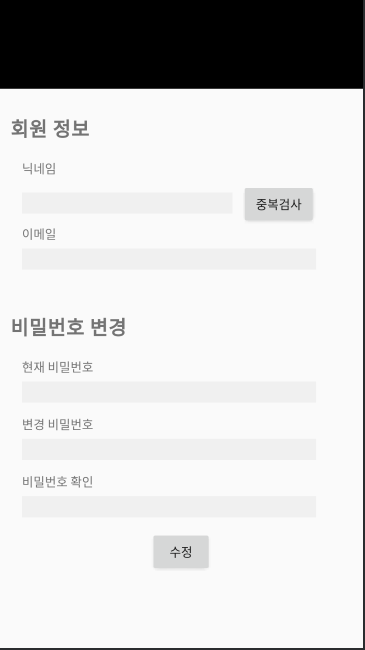 회원 정보
닉네임
중복검사
이메일
비밀번호 변경
현재 비밀번호
변경 비밀번호
비밀번호 확인
수정